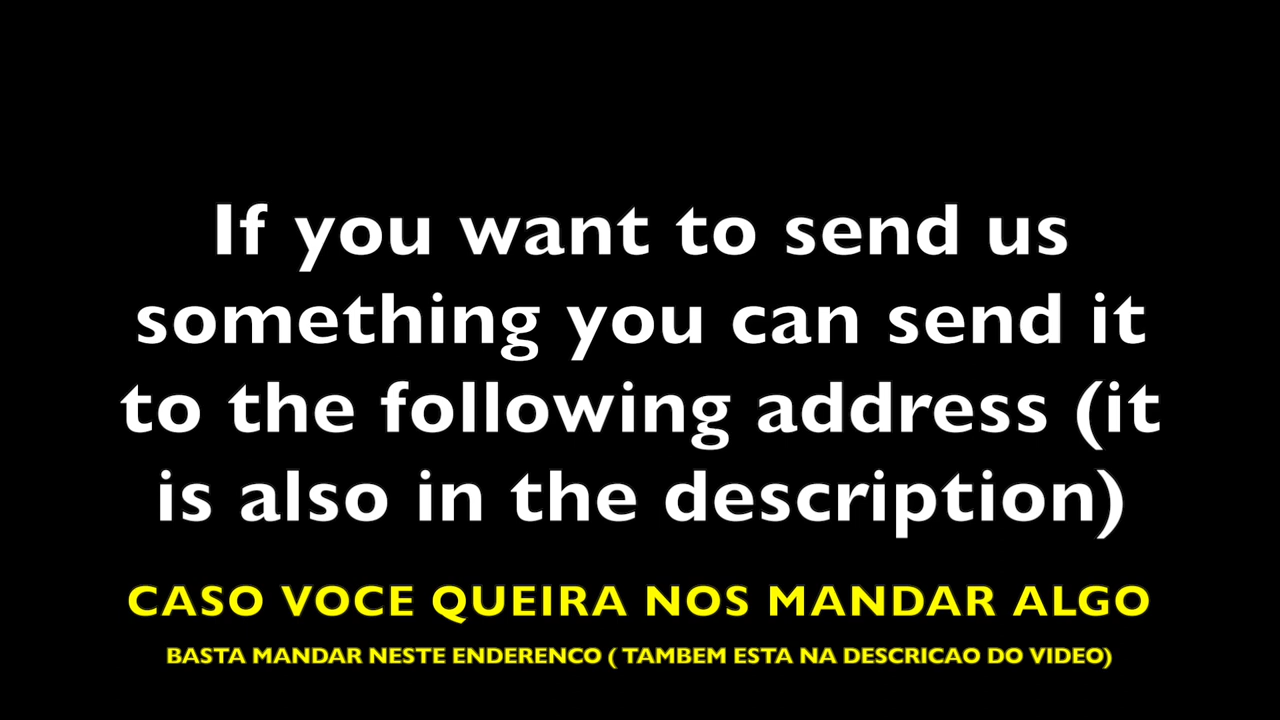 If you want to send us
something you can send it
to the following address (it
is also in the description)
CASO VOCE QUEIRA NOS MANDAR ALGO
BASTA MANDAR NESTE ENDERENCO ( TAMBEM ESTA NA DESCRICAO DO VIDEO)